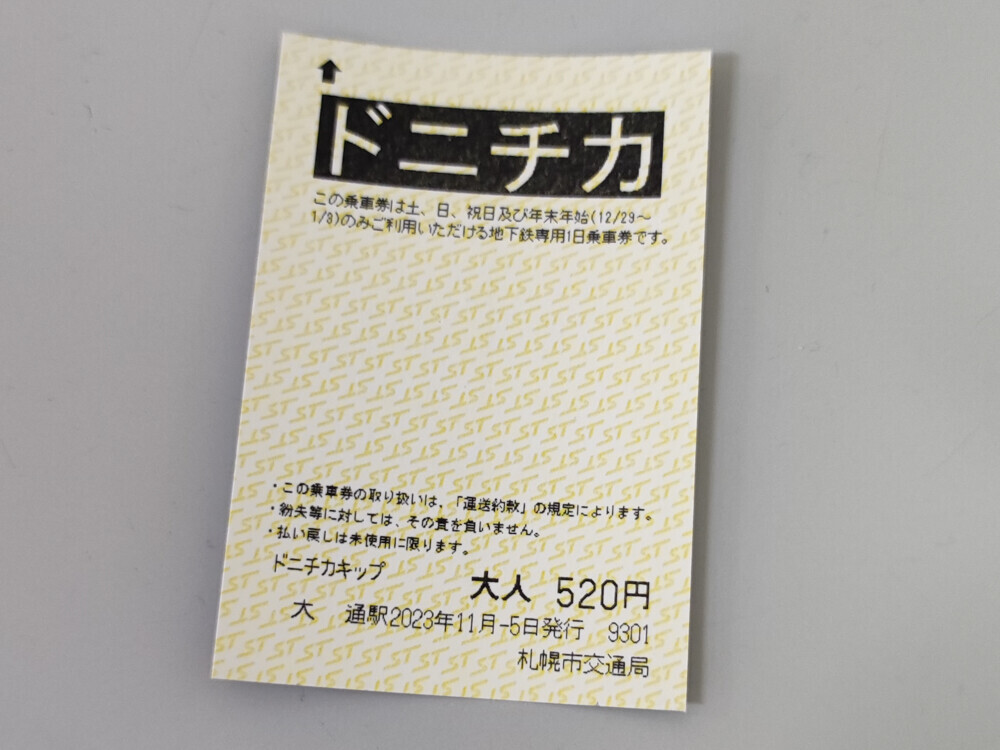 ドニチカ
この乗車券は土、日、祝日及び年末年始(12/29～
1/3)のみご利用いただける地下鉄専用1日乗車券です。
・この乗車券の取り扱いは、「運送約款」の規定によります。
・紛失等に対しては、その責を負いません。
・払い戻しは未使用に限ります。
ドニチカキップ 大人 520円
大 通駅2023年11月-5日発行 9301
札幌市交通局